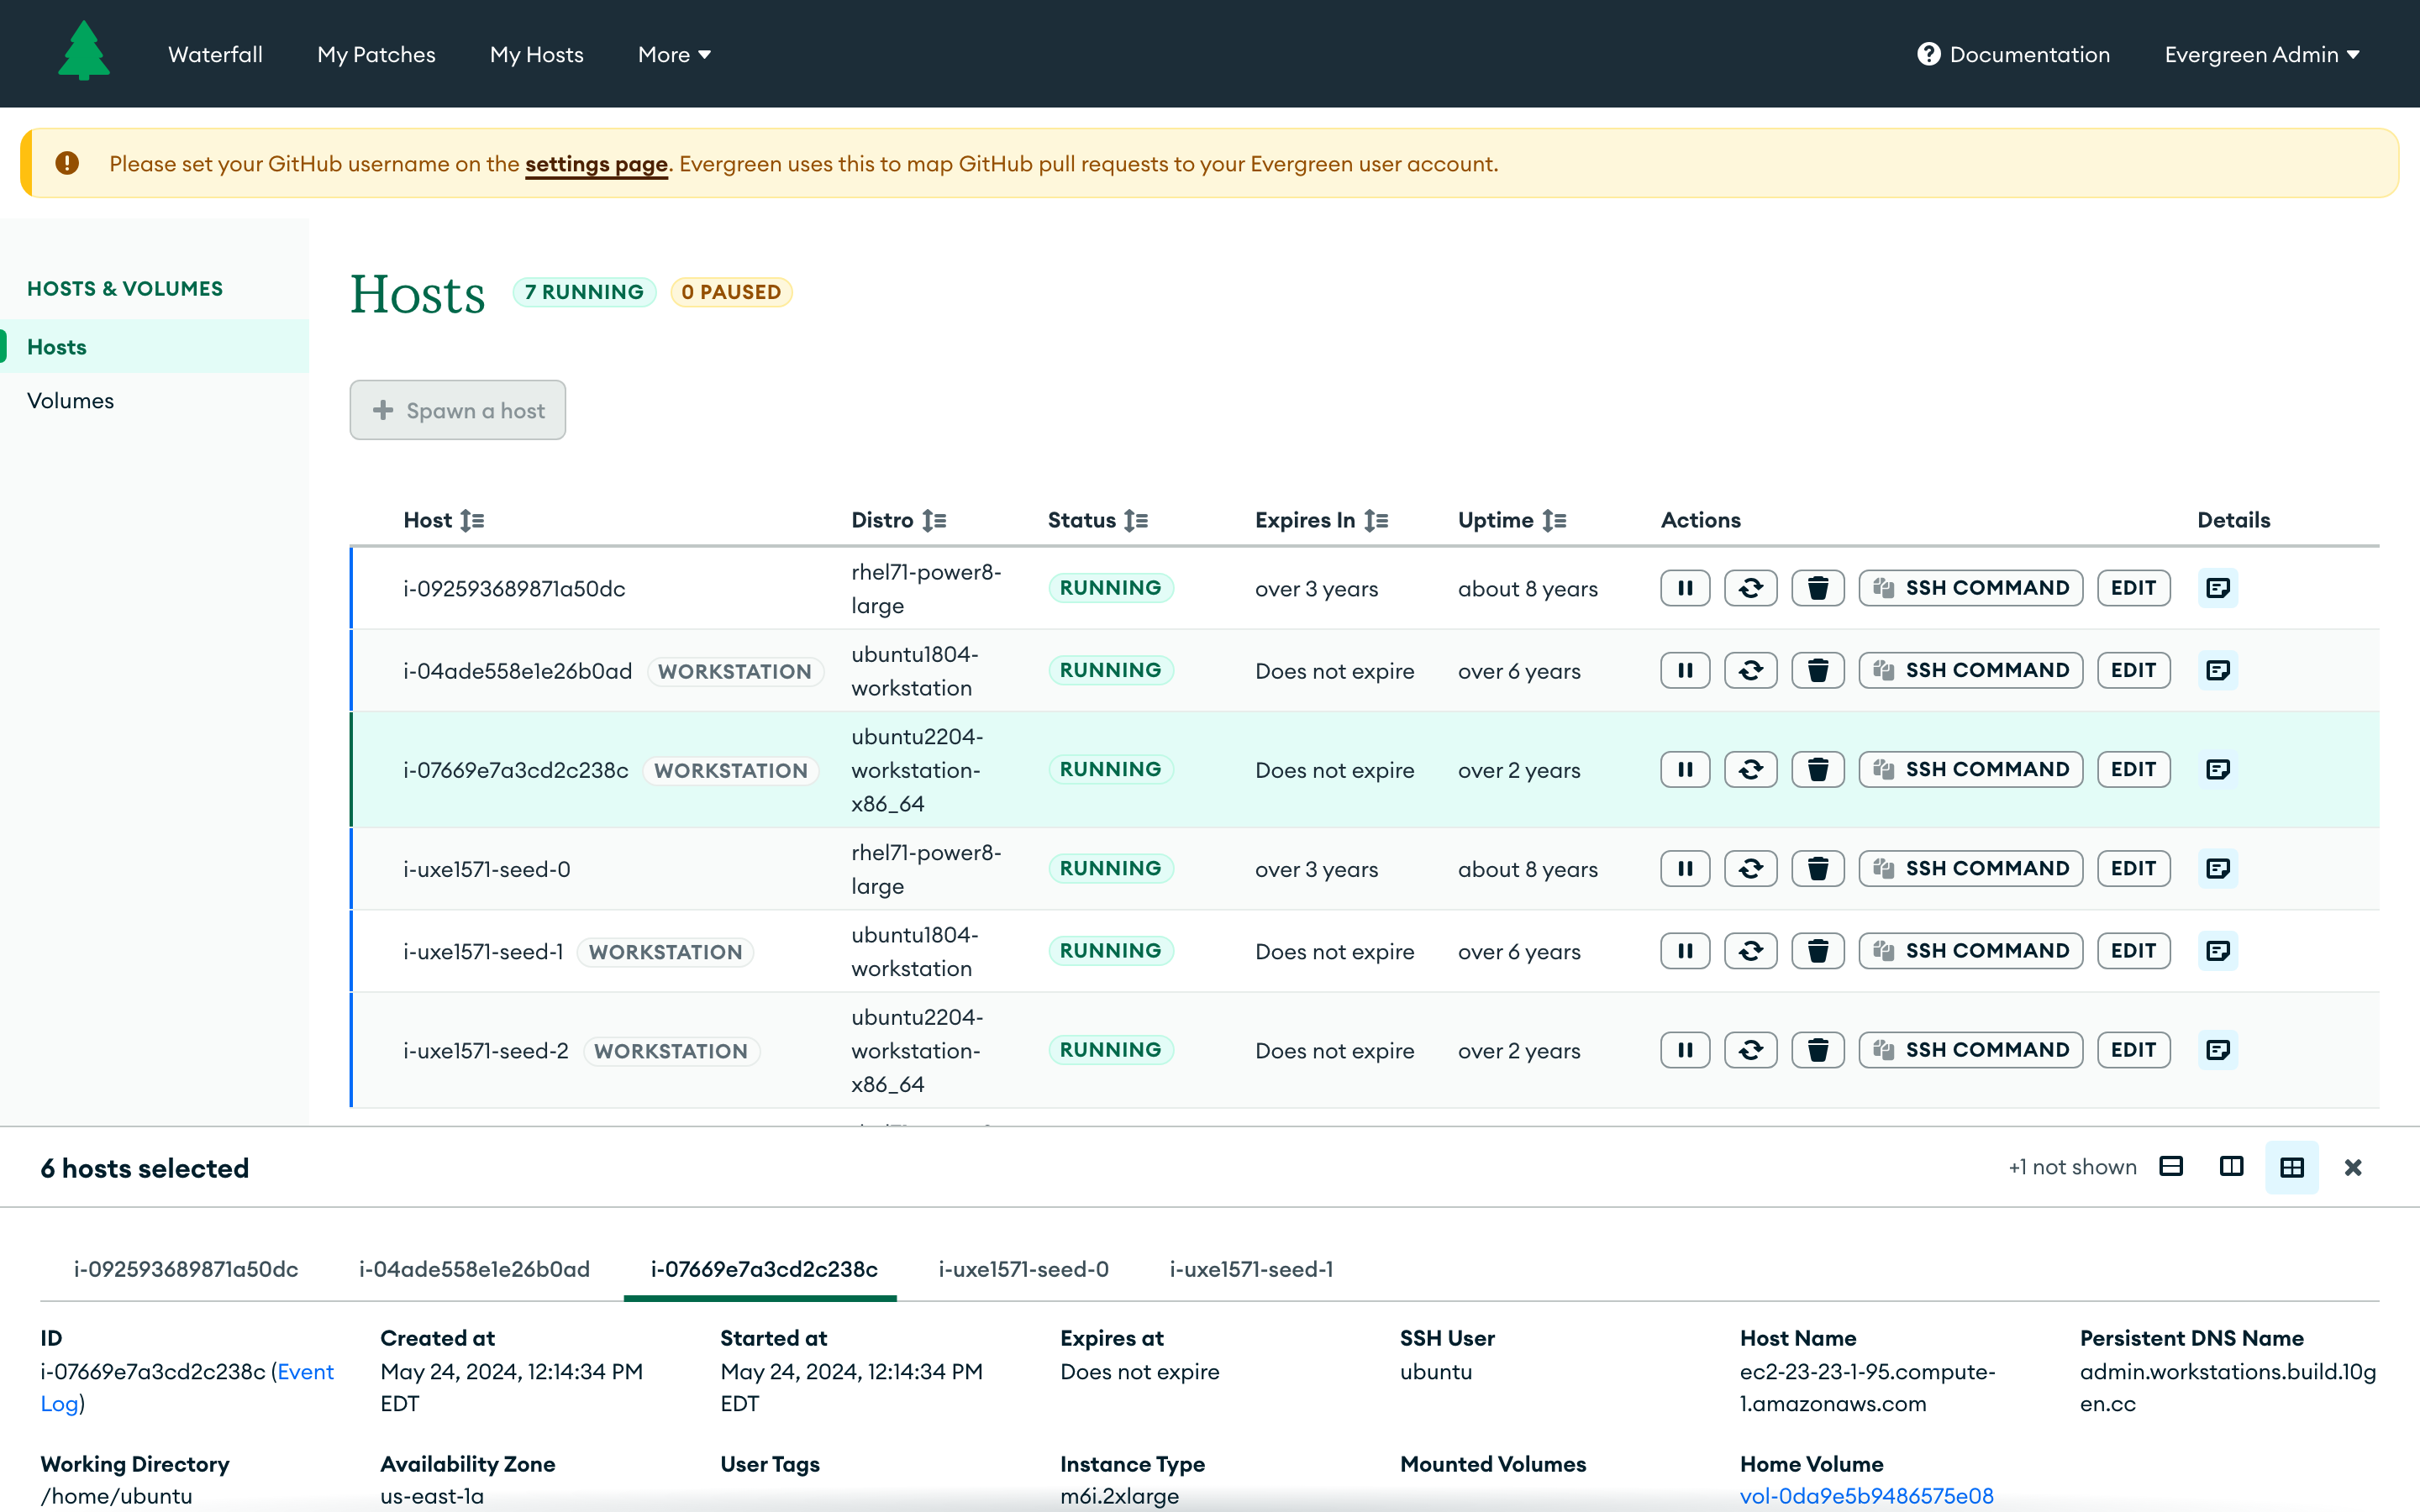 Waterfall My Patches My Hosts More Documentation Evergreen Admin
Please set your GitHub username on the settings page. Evergreen uses this to map GitHub pull requests to your Evergreen user account.
HOSTS & VOLUMES
Hosts
Volumes
Hosts 7 RUNNING 0 PAUSED
Spawn a host
Host Distro Status Expires In Uptime Actions Details
i-092593689871a50dc rhel71-power8-large RUNNING over 3 years about 8 years SSH COMMAND EDIT
i-04ade558e1e26b0ad WORKSTATION ubuntu1804-workstation RUNNING Does not expire over 6 years SSH COMMAND EDIT
i-07669e7a3cd2c238c WORKSTATION ubuntu2204-workstation-x86_64 RUNNING Does not expire over 2 years SSH COMMAND EDIT
i-uxe1571-seed-0 rhel71-power8-large RUNNING over 3 years about 8 years SSH COMMAND EDIT
i-uxe1571-seed-1 WORKSTATION ubuntu1804-workstation RUNNING Does not expire over 6 years SSH COMMAND EDIT
i-uxe1571-seed-2 WORKSTATION ubuntu2204-workstation-x86_64 RUNNING Does not expire over 2 years SSH COMMAND EDIT
6 hosts selected +1 not shown
i-092593689871a50dc i-04ade558e1e26b0ad i-07669e7a3cd2c238c i-uxe1571-seed-0 i-uxe1571-seed-1
ID
i-07669e7a3cd2c238c (Event
Log)
Created at
May 24, 2024, 12:14:34 PM
EDT
Started at
May 24, 2024, 12:14:34 PM
EDT
Expires at
Does not expire
SSH User
ubuntu
Host Name
ec2-23-23-1-95.compute-
1.amazonaws.com
Persistent DNS Name
admin.workstations.build.10g
en.cc
Working Directory
/home/ubuntu
Availability Zone
us-east-1a
User Tags
Instance Type
m6i.2xlarge
Mounted Volumes
Home Volume
vol-0da9e5b9486575e08